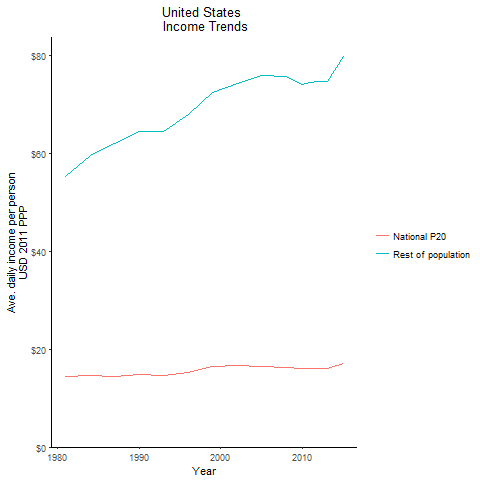 United States
Income Trends
$80
$60
$40
$20
$0
Ave. daily income per person
USD 2011 PPP
1980
1990
2000
2010
Year
National P20
Rest of population